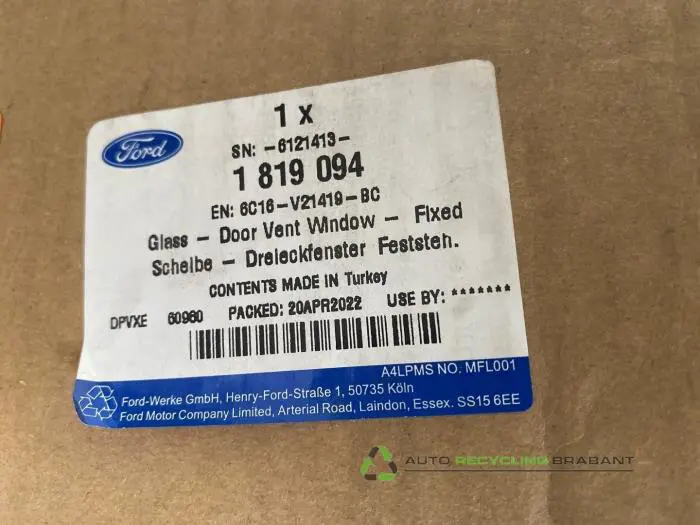 1 x
Ford
SN: -6121413-
1 819 094
EN: 6C16-V21419-BC
Glass - Door Vent Window - Fixed
Scheibe - Dreieckfenster Feststeh.
CONTENTS MADE IN Turkey
DPVXE 60960 PACKED: 20APR2022 USE BY: *******
A4LPMS NO. MFL001
Ford-Werke GmbH, Henry-Ford-Straße 1, 50735 Köln
Ford Motor Company Limited, Arterial Road, Laindon, Essex. SS15 6EE
AUTO RECYCLING BRABANT